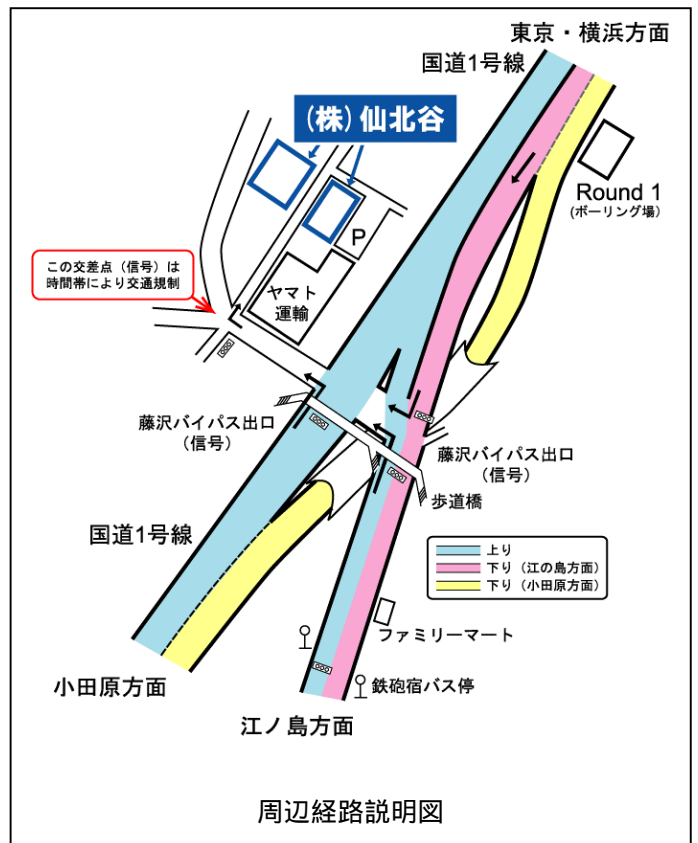 東京・横浜方面
国道1号線
(株)仙北谷
Round 1
(ボーリング場)
P
この交差点(信号)は
時間帯により交通規制
ヤマト
運輸
藤沢バイパス出口
(信号)
藤沢バイパス出口
(信号)
歩道橋
国道1号線
上り
下り(江の島方面)
下り(小田原方面)
ファミリーマート
小田原方面
鉄砲宿バス停
江ノ島方面
周辺経路説明図